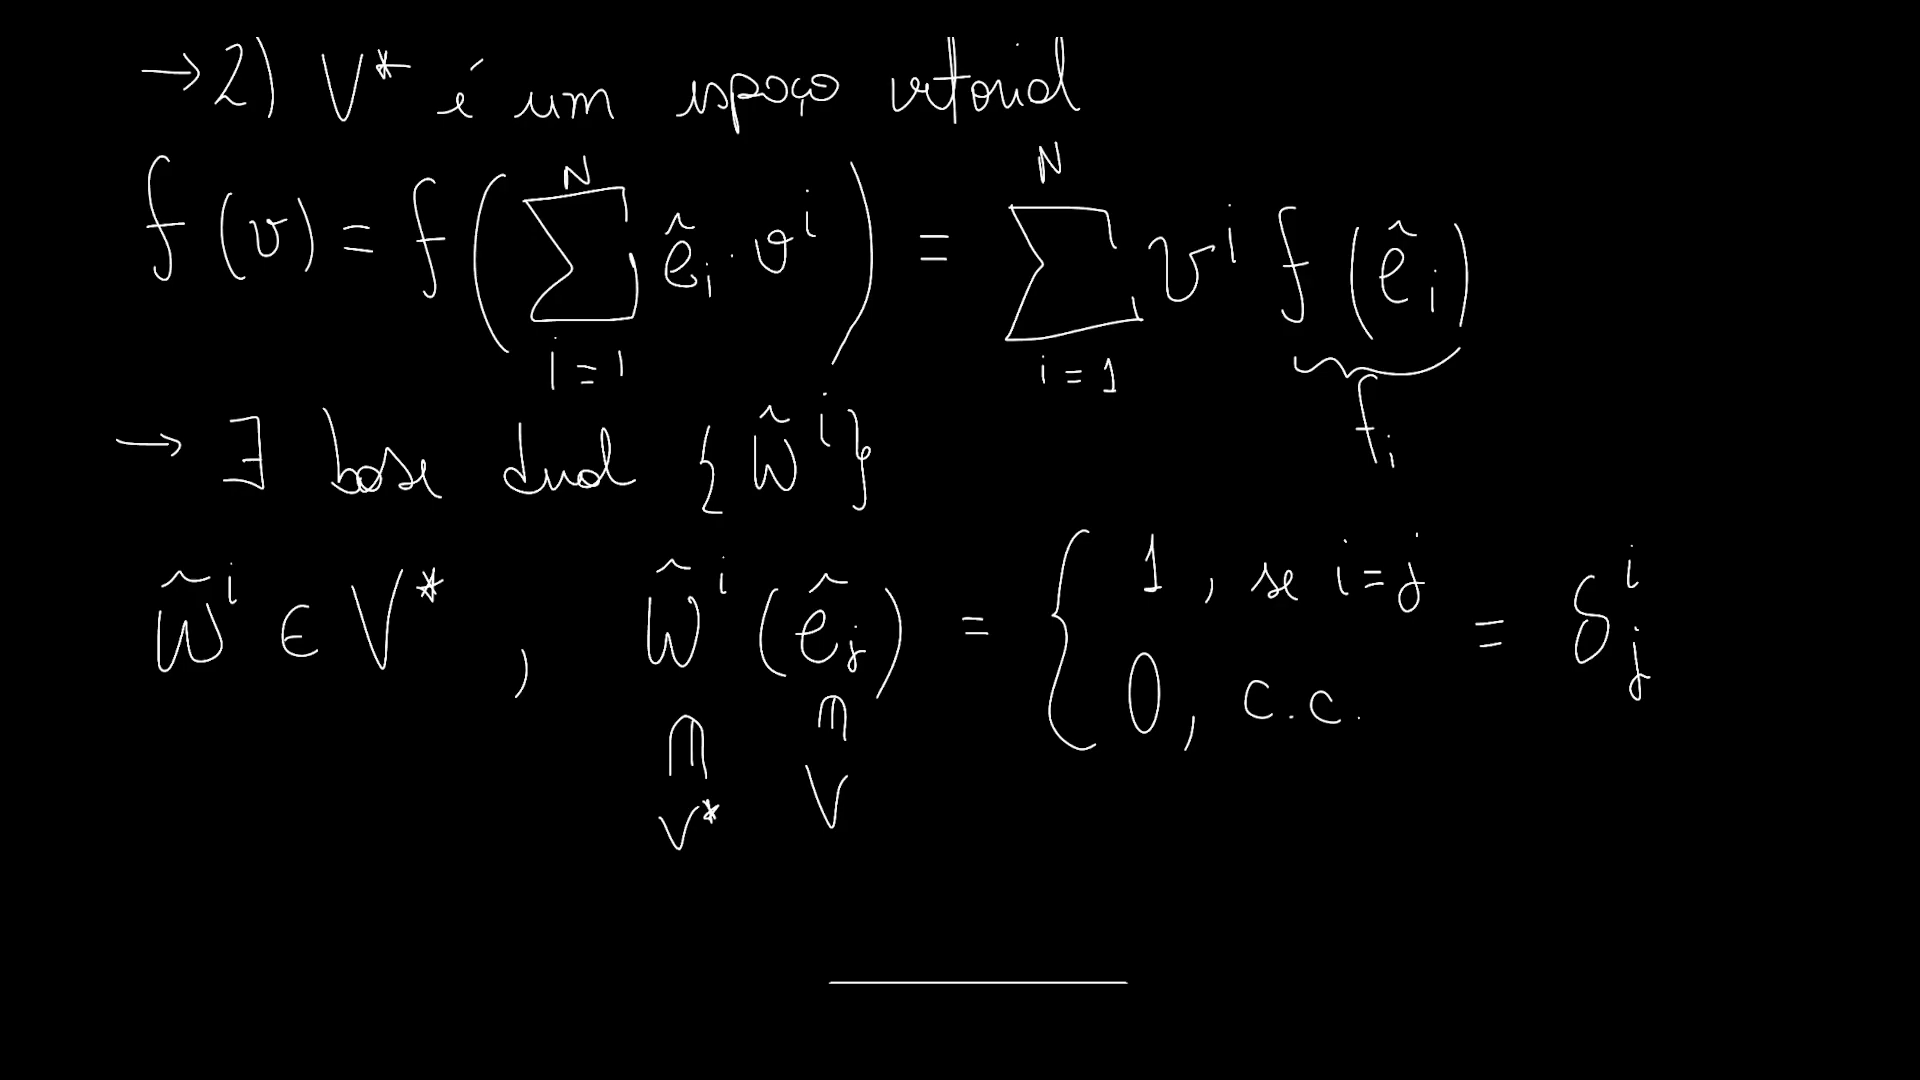 → 2) V* é um espaço vetorial
f(v) = f(∑_{i=1}^{N} ê_i · v^i) = ∑_{i=1}^{N} v^i f(ê_i)
f_i
→ ∃ base dual {w̃^i}
w̃^i ∈ V*, w̃^i(ê_j) = { 1, se i=j ; 0, c.c. = δ^i_j
⋒ ⋒
V* V